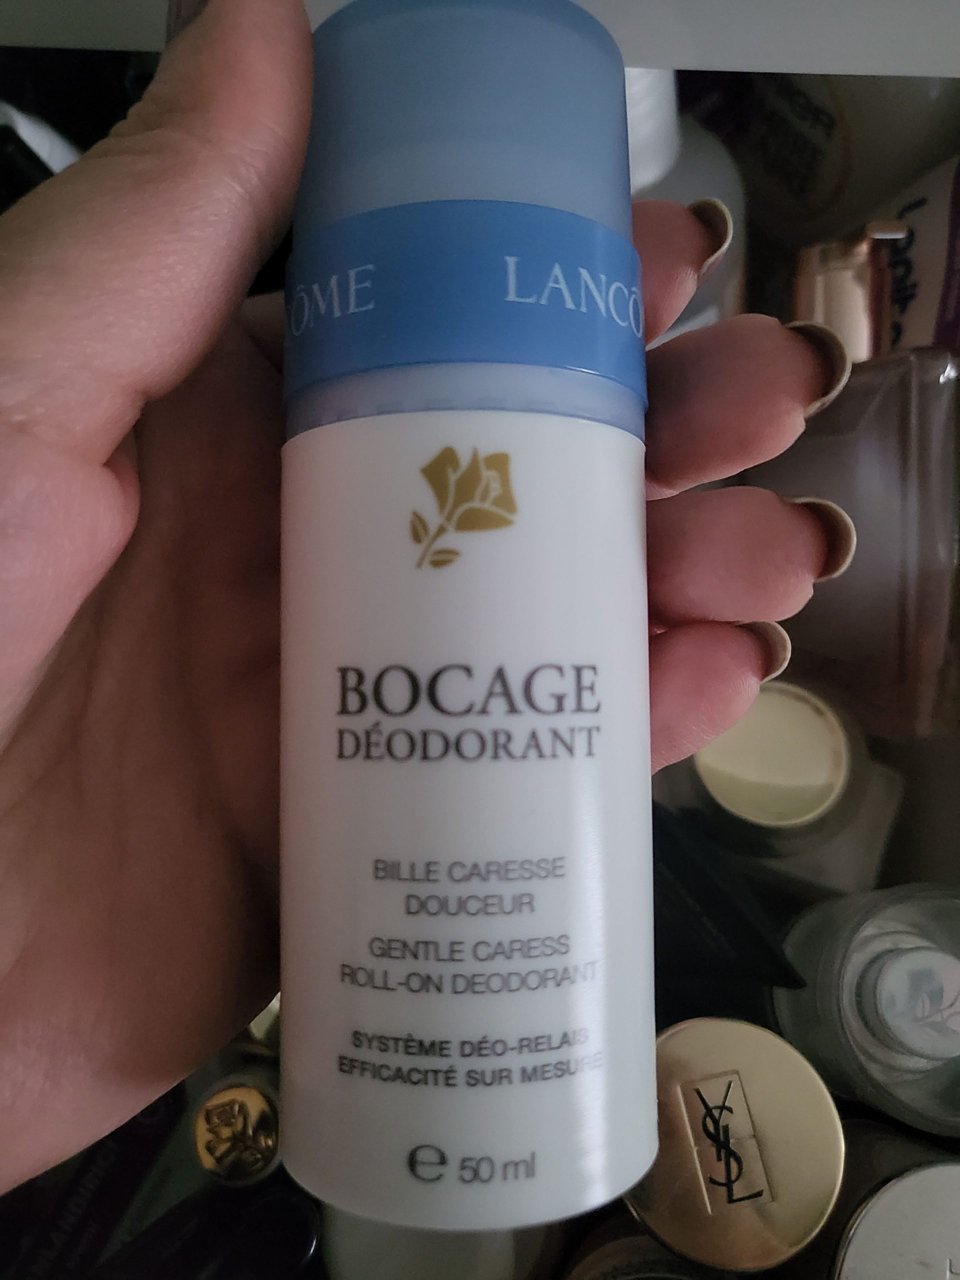 ÔME LANCÔ
BOCAGE
DÉODORANT
BILLE CARESSE
DOUCEUR
GENTLE CARESS
ROLL-ON DEODORANT
SYSTÈME DÉO-RELAIS
EFFICACITÉ SUR MESURE
e 50 ml
YSL